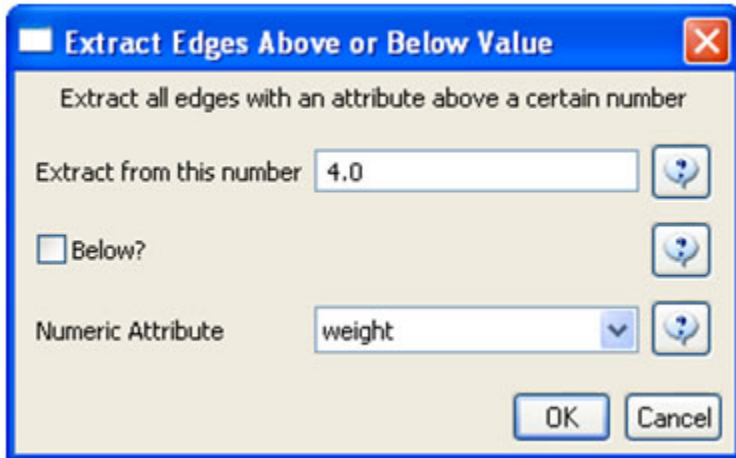 Extract Edges Above or Below Value
Extract all edges with an attribute above a certain number
Extract from this number 4.0
Below?
Numeric Attribute weight
OK Cancel